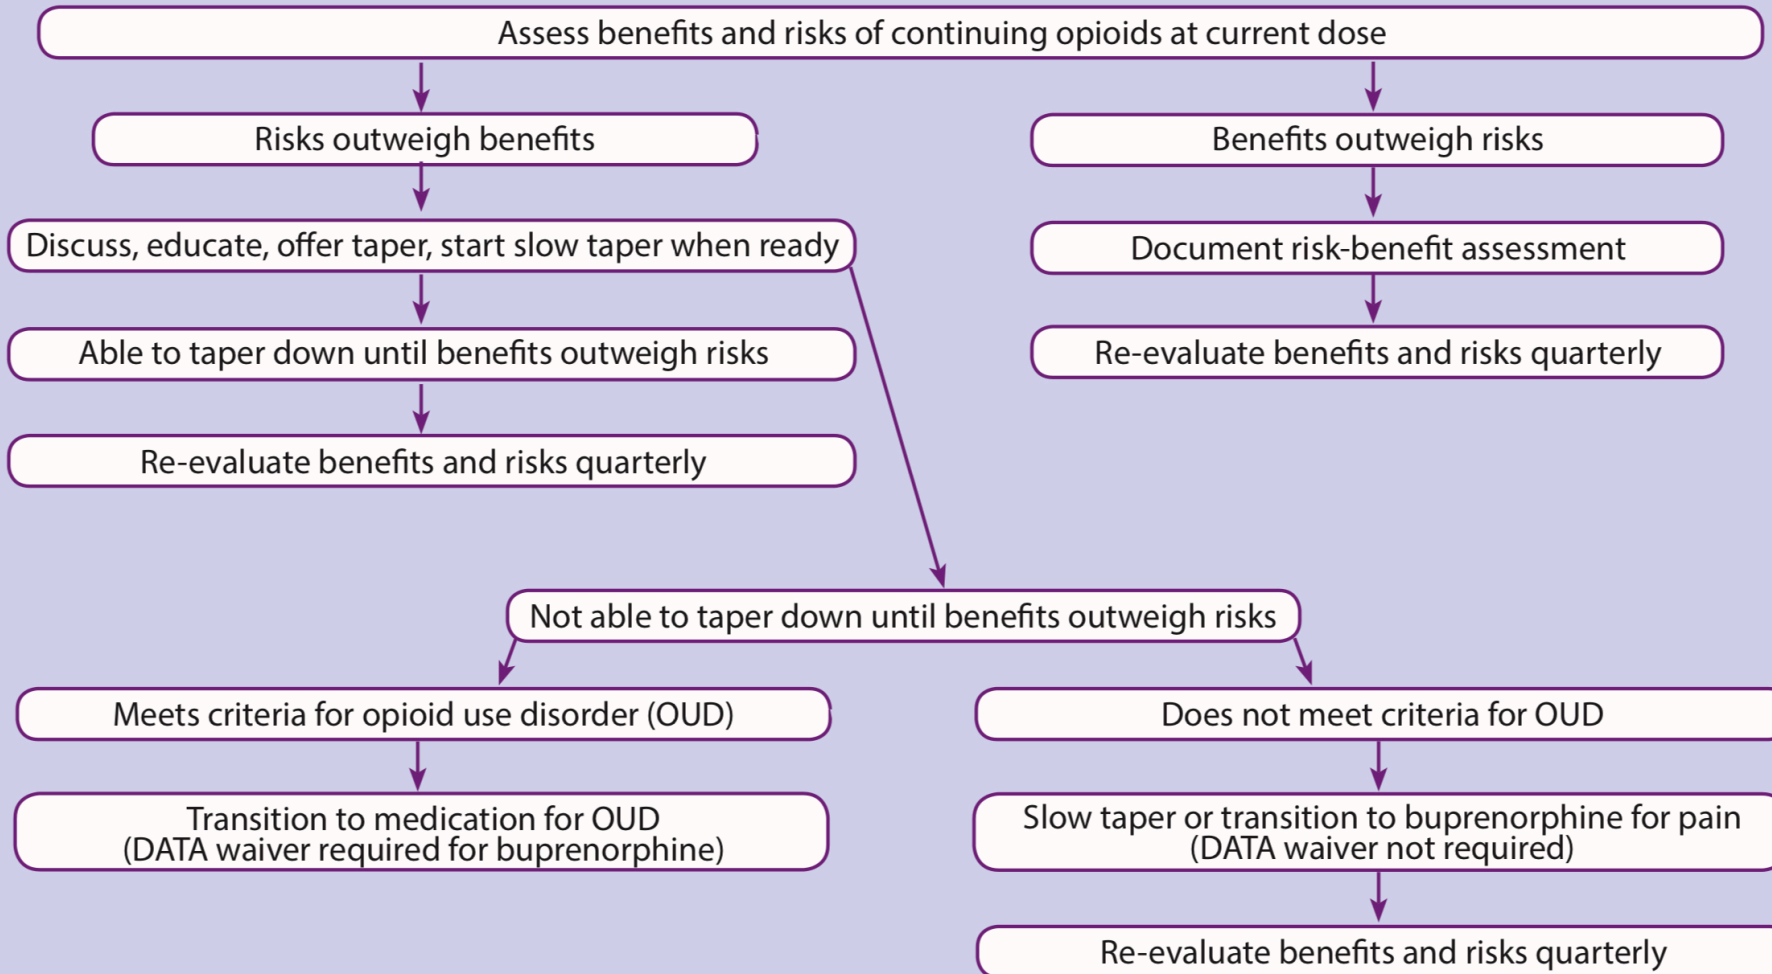 Assess benefits and risks of continuing opioids at current dose
Risks outweigh benefits
Benefits outweigh risks
Discuss, educate, offer taper, start slow taper when ready
Document risk-benefit assessment
Able to taper down until benefits outweigh risks
Re-evaluate benefits and risks quarterly
Re-evaluate benefits and risks quarterly
Not able to taper down until benefits outweigh risks
Meets criteria for opioid use disorder (OUD)
Does not meet criteria for OUD
Transition to medication for OUD
(DATA waiver required for buprenorphine)
Slow taper or transition to buprenorphine for pain
(DATA waiver not required)
Re-evaluate benefits and risks quarterly